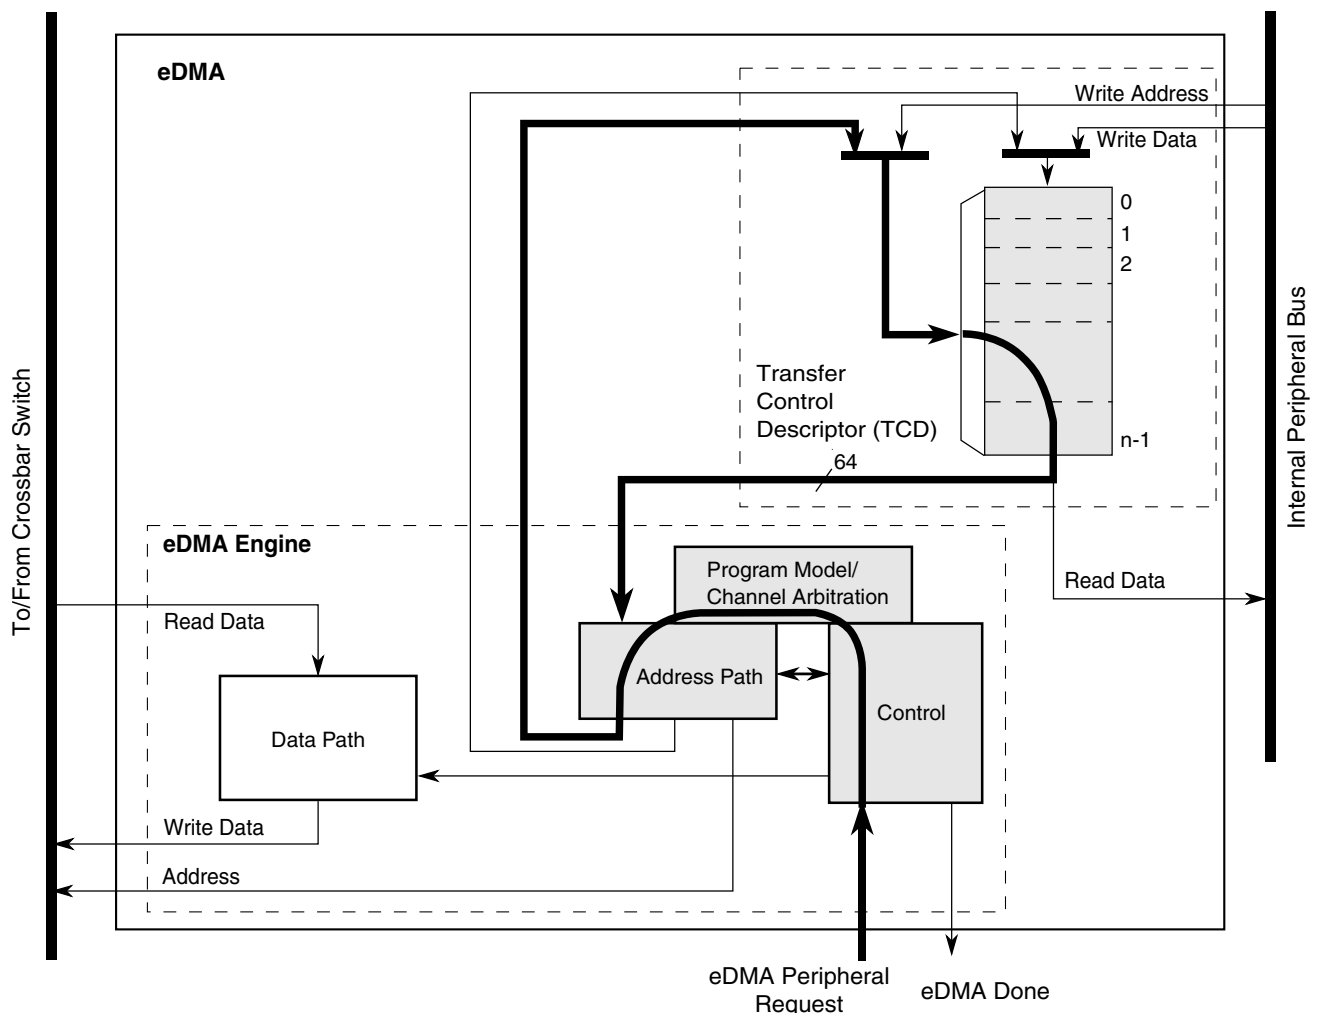 eDMA
Write Address
Write Data
0
1
2
n-1
Transfer
Control
Descriptor (TCD)
64
To/From Crossbar Switch
Internal Peripheral Bus
eDMA Engine
Program Model/
Channel Arbitration
Read Data
Read Data
Address Path
Control
Data Path
Write Data
Address
eDMA Peripheral
Request
eDMA Done